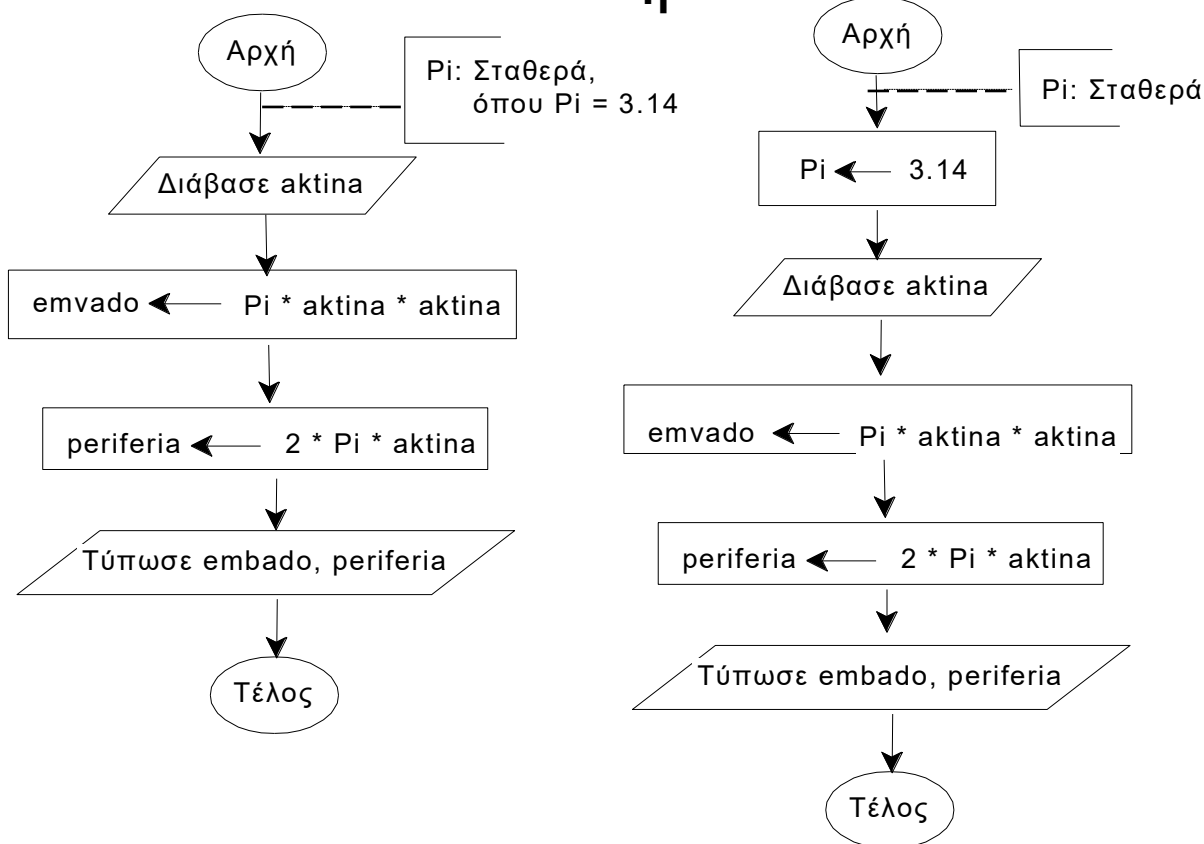 ή
Αρχή
Pi: Σταθερά,
όπου Pi = 3.14
Διάβασε aktina
emvado Pi * aktina * aktina
periferia 2 * Pi * aktina
Τύπωσε embado, periferia
Τέλος
Αρχή
Pi: Σταθερά
Pi 3.14
Διάβασε aktina
emvado Pi * aktina * aktina
periferia 2 * Pi * aktina
Τύπωσε embado, periferia
Τέλος